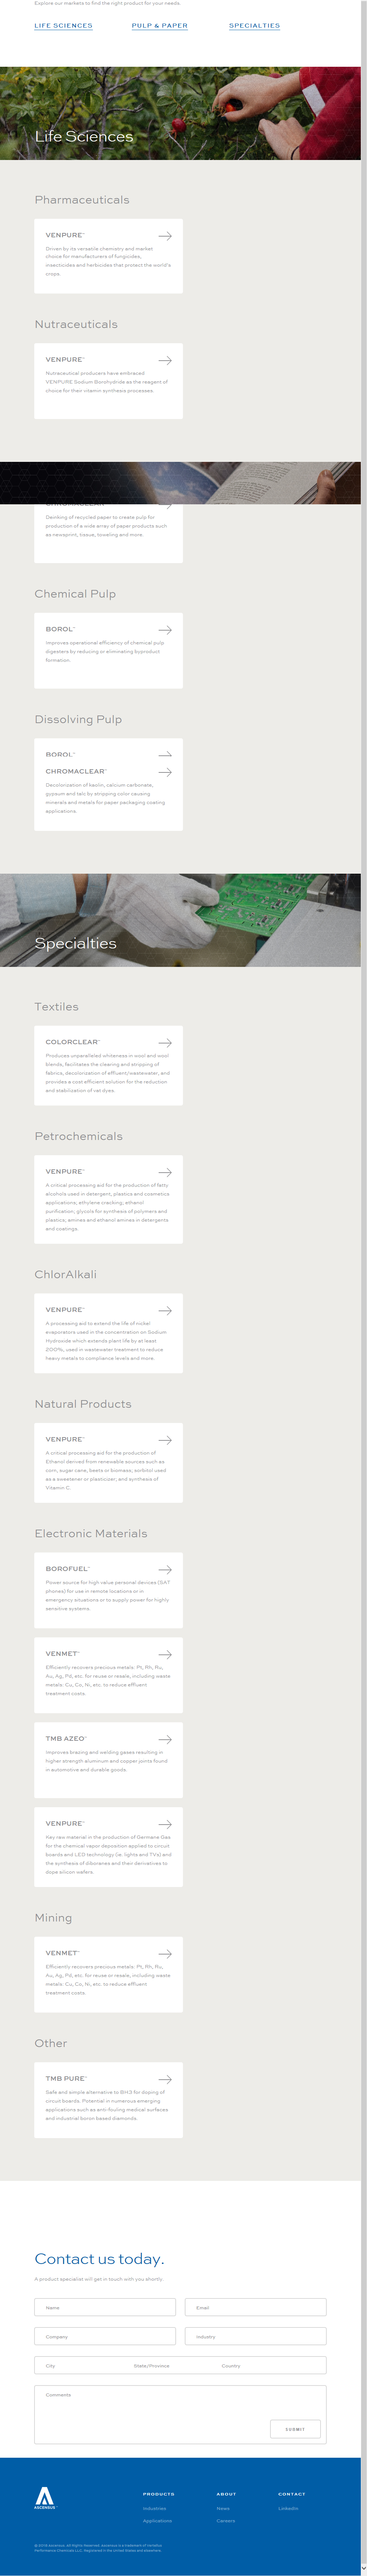 Explore our markets to find the right product for your needs.
LIFE SCIENCES
PULP & PAPER
SPECIALTIES
Life Sciences
Pharmaceuticals
VENPURE™
Driven by its versatile chemistry and market
choice for manufacturers of fungicides,
insecticides and herbicides that protect the world's
crops.
Nutraceuticals
VENPURE™
Nutraceutical producers have embraced
VENPURE Sodium Borohydride as the reagent of
choice for their vitamin synthesis processes.
CHROMACLEAR™
Deinking of recycled paper to create pulp for
production of a wide array of paper products such
as newsprint, tissue, toweling and more.
Chemical Pulp
BOROL™
Improves operational efficiency of chemical pulp
digesters by reducing or eliminating byproduct
formation.
Dissolving Pulp
BOROL™
CHROMACLEAR™
Decolorization of kaolin, calcium carbonate,
gypsum and talc by stripping color causing
minerals and metals for paper packaging coating
applications.
Specialties
Textiles
COLORCLEAR™
Produces unparalleled whiteness in wool and wool
blends, facilitates the clearing and stripping of
fabrics, decolorization of effluent/wastewater, and
provides a cost efficient solution for the reduction
and stabilization of vat dyes.
Petrochemicals
VENPURE™
A critical processing aid for the production of fatty
alcohols used in detergent, plastics and cosmetics
applications; ethylene cracking; ethanol
purification, glycols for synthesis of polymers and
plastics; amines and ethanol amines in detergents
and coatings.
ChlorAlkali
VENPURE™
A processing aid to extend the life of nickel
evaporators used in the concentration on Sodium
Hydroxide which extends plant life by at least
200%, used in wastewater treatment to reduce
heavy metals to compliance levels and more.
Natural Products
VENPURE™
A critical processing aid for the production of
Ethanol derived from renewable sources such as
corn, sugar cane, beets or biomass; sorbitol used
as a sweetener or plasticizer; and synthesis of
Vitamin C.
Electronic Materials
BOROFUEL™
Power source for high value personal devices (SAT
phones) for use in remote locations or in
emergency situations or to supply power for highly
sensitive systems.
VENMET™
Efficiently recovers precious metals: Pt, Rh, Ru,
Au, Ag, Pd, etc. for reuse or resale, including waste
metals: Cu, Co, Ni, etc. to reduce effluent
treatment costs.
TMB AZEO™
Improves brazing and welding gases resulting in
higher strength aluminum and copper joints found
in automotive and durable goods.
VENPURE™
Key raw material in the production of Germane Gas
for the chemical vapor deposition applied to circuit
boards and LED technology (ie. lights and TVs) and
the synthesis of diboranes and their derivatives to
dope silicon wafers.
Mining
VENMET™
Efficiently recovers precious metals: Pt, Rh, Ru,
Au, Ag, Pd, etc. for reuse or resale, including waste
metals: Cu, Co, Ni, etc. to reduce effluent
treatment costs.
Other
TMB PURE™
Safe and simple alternative to BH3 for doping of
circuit boards. Potential in numerous emerging
applications such as anti-fouling medical surfaces
and industrial boron based diamonds.
Contact us today.
A product specialist will get in touch with you shortly.
Name
Email
Company
Industry
City
State/Province
Country
Comments
SUBMIT
ASCENSUS™
PRODUCTS
ABOUT
CONTACT
Industries
News
LinkedIn
Applications
Careers
© 2019 Ascensus. All Rights Reserved. Ascensus is a trademark of Vertellus
Performance Chemicals LLC. Registered in the United States and elsewhere.